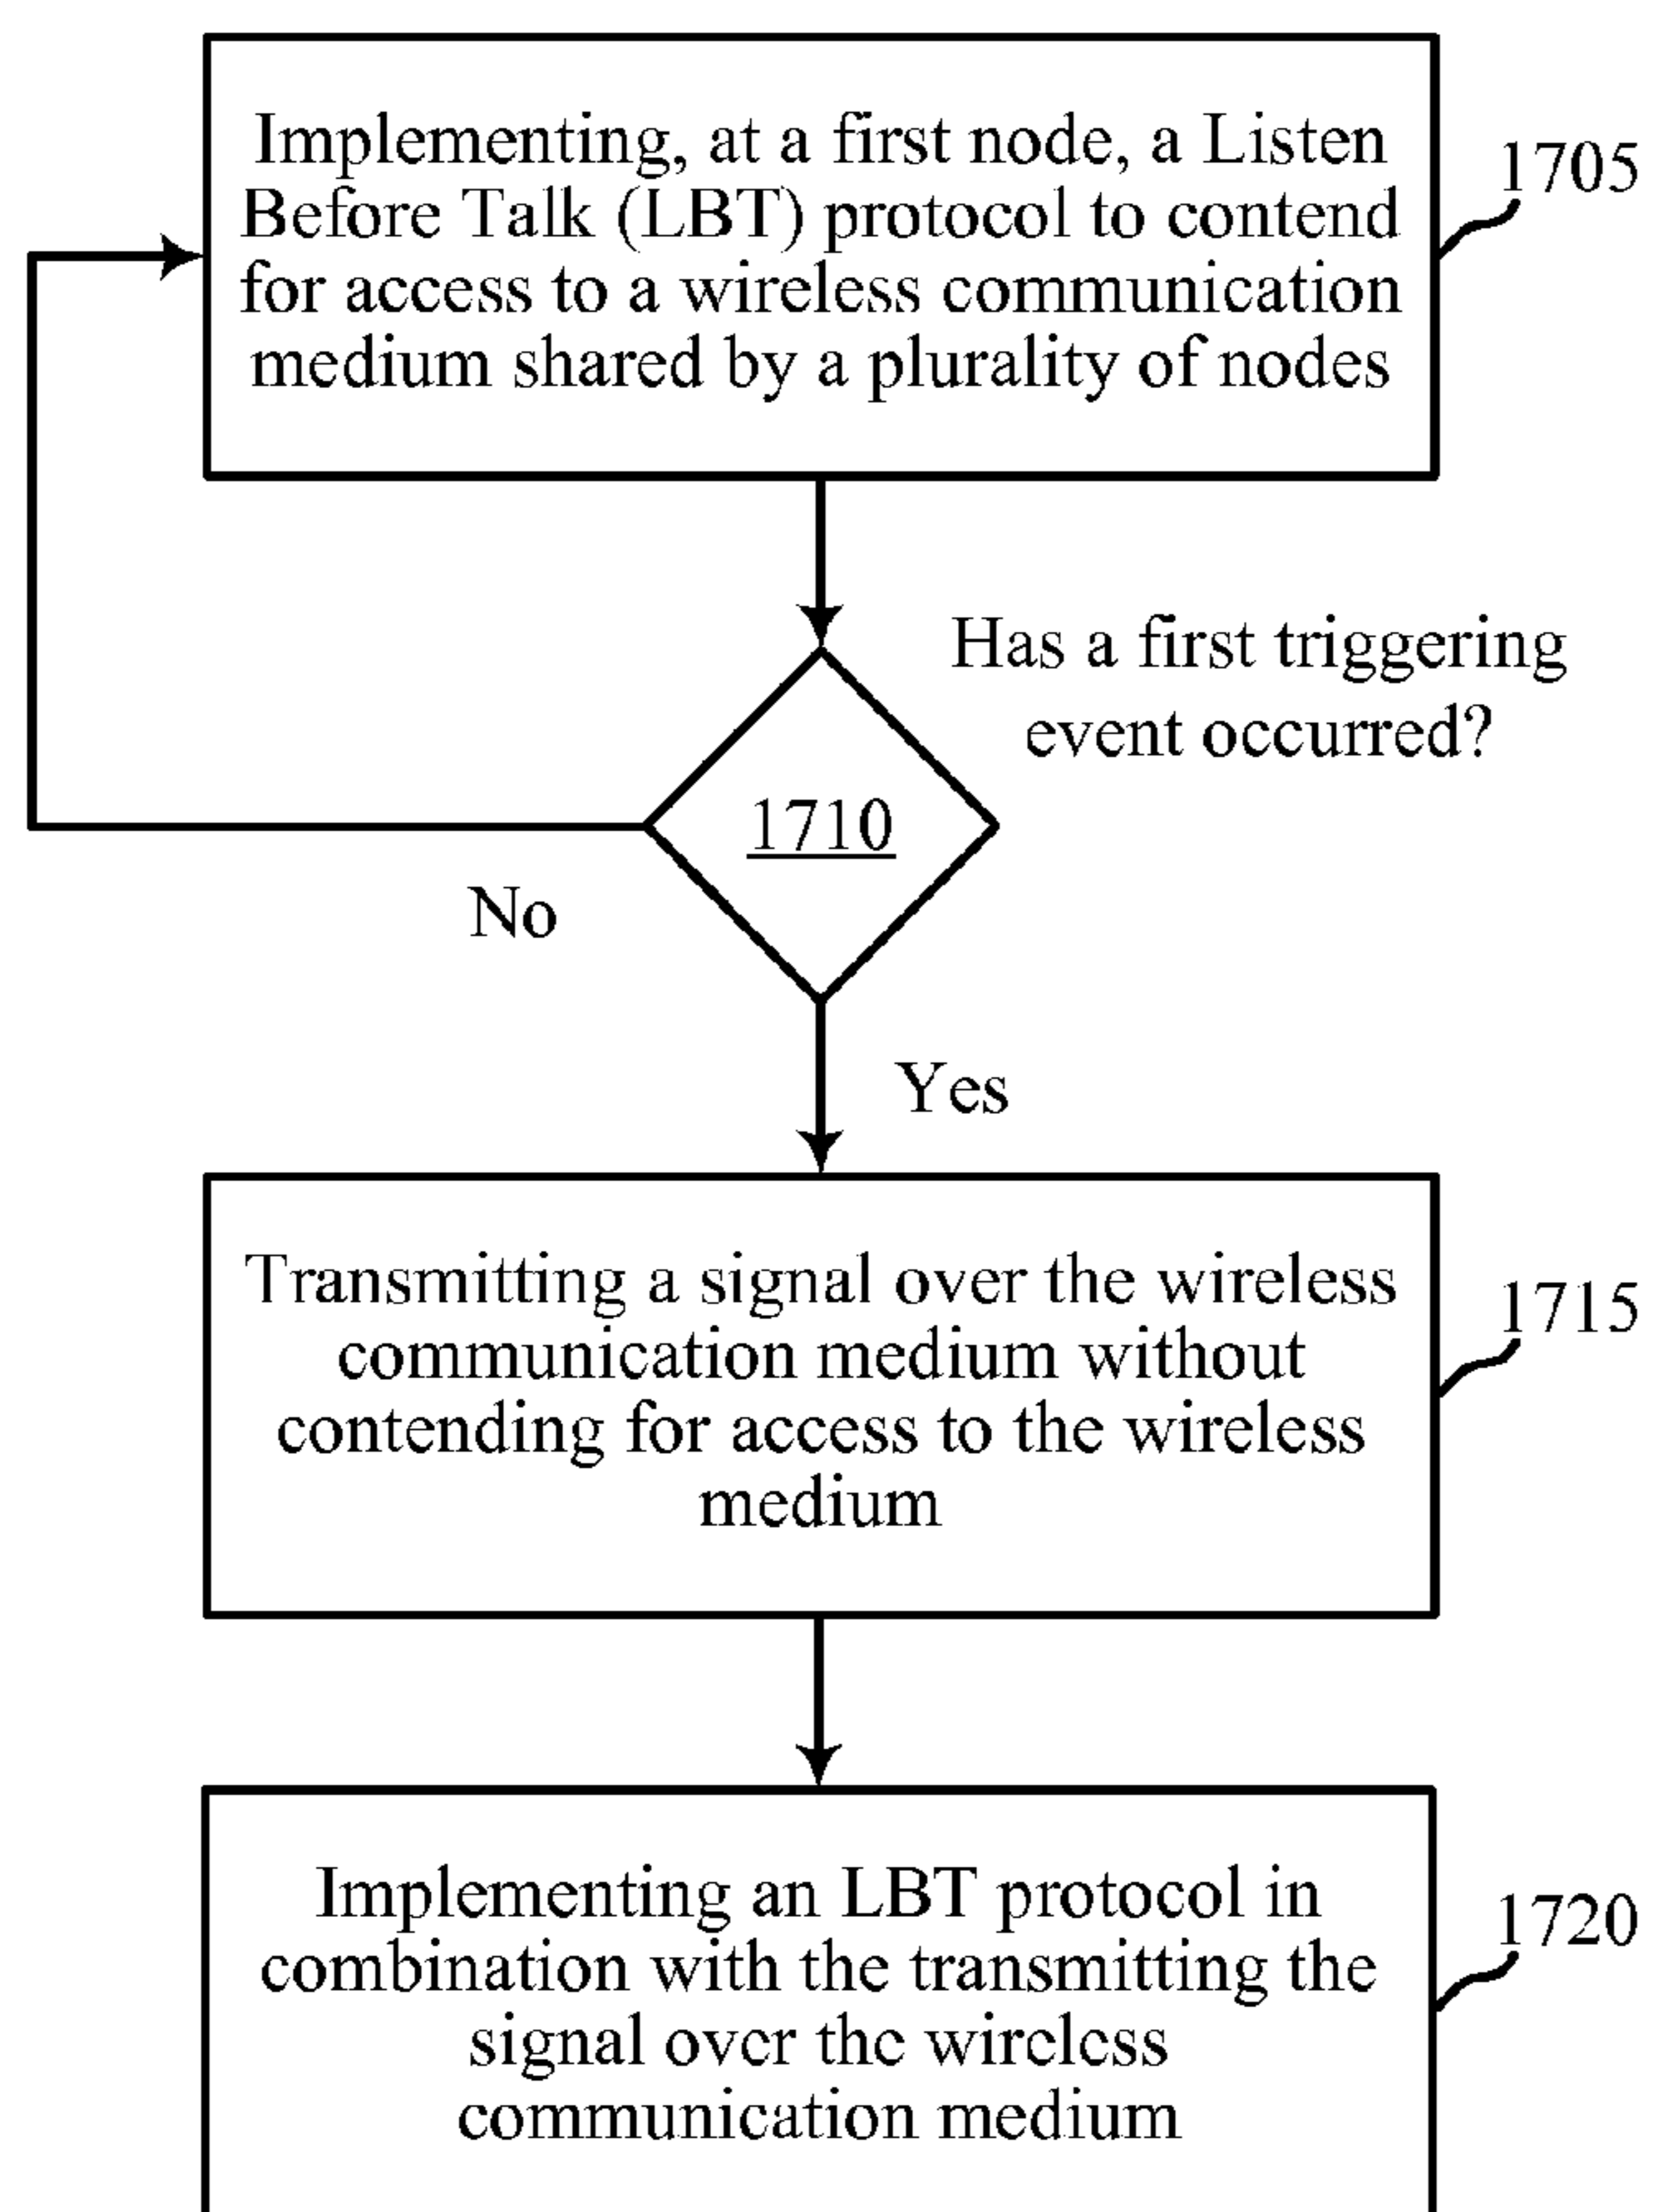 Implementing, at a first node, a Listen
Before Talk (LBT) protocol to contend
for access to a wireless communication
medium shared by a plurality of nodes
1705
Has a first triggering
event occurred?
1710
No
Yes
Transmitting a signal over the wireless
communication medium without
contending for access to the wireless
medium
1715
Implementing an LBT protocol in
combination with the transmitting the
signal over the wireless
communication medium
1720